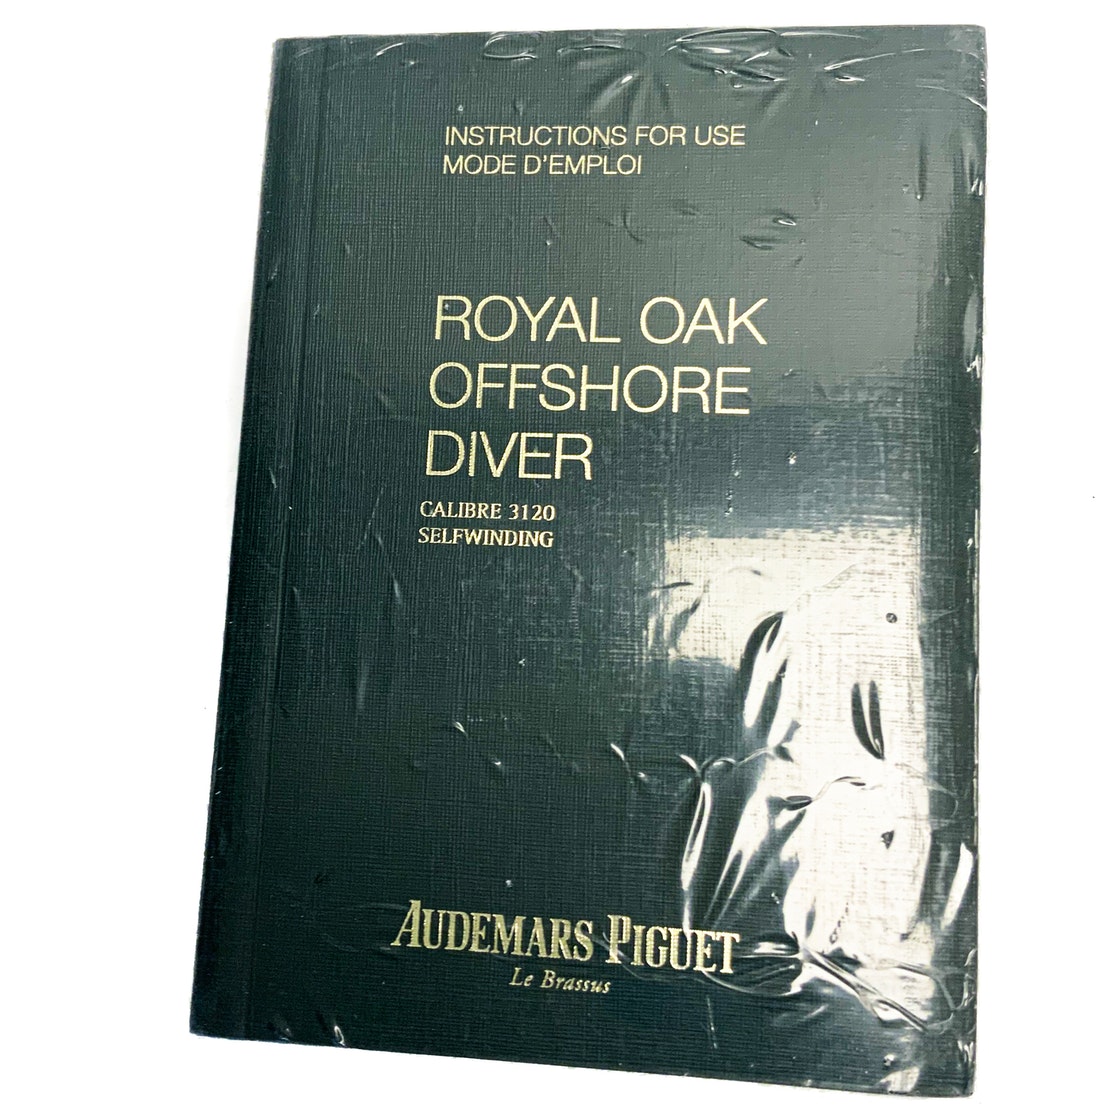 INSTRUCTIONS FOR USE
MODE D'EMPLOI
ROYAL OAK
OFFSHORE
DIVER
CALIBRE 3120
SELFWINDING
AUDEMARS PIGUET
Le Brassus